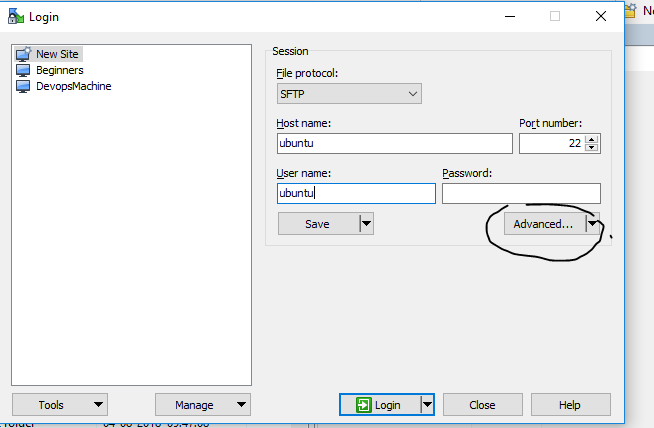 Login
Ne
New Site
Beginners
DevopsMachine
Session
File protocol:
SFTP
Host name:
Port number:
ubuntu
22
User name:
Password:
ubuntu
Save
Advanced...
Tools
Manage
Login
Close
Help